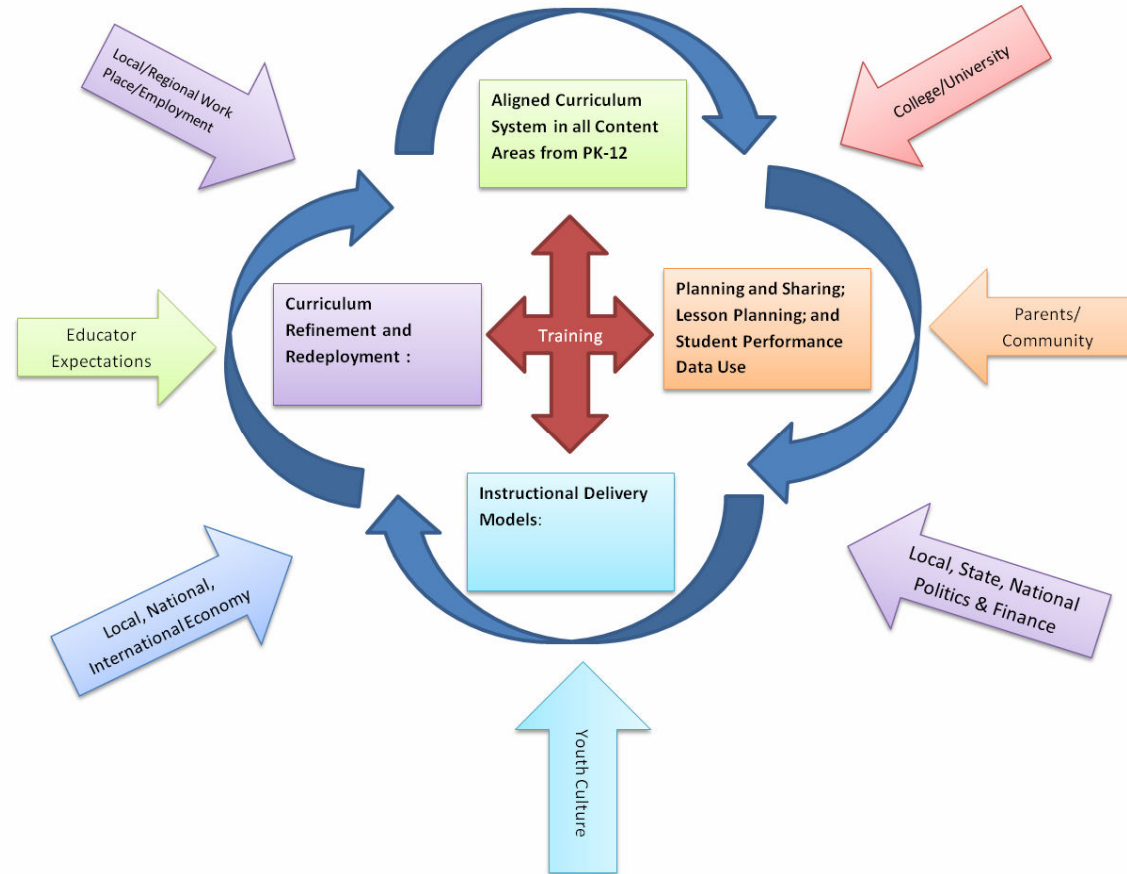 Local/Regional Work
Place/Employment
College/University
Aligned Curriculum
System in all Content
Areas from PK-12
Educator
Expectations
Curriculum
Refinement and
Redeployment :
Training
Planning and Sharing;
Lesson Planning; and
Student Performance
Data Use
Parents/
Community
Instructional Delivery
Models:
Local, National,
International Economy
Local, State, National
Politics & Finance
Youth Culture